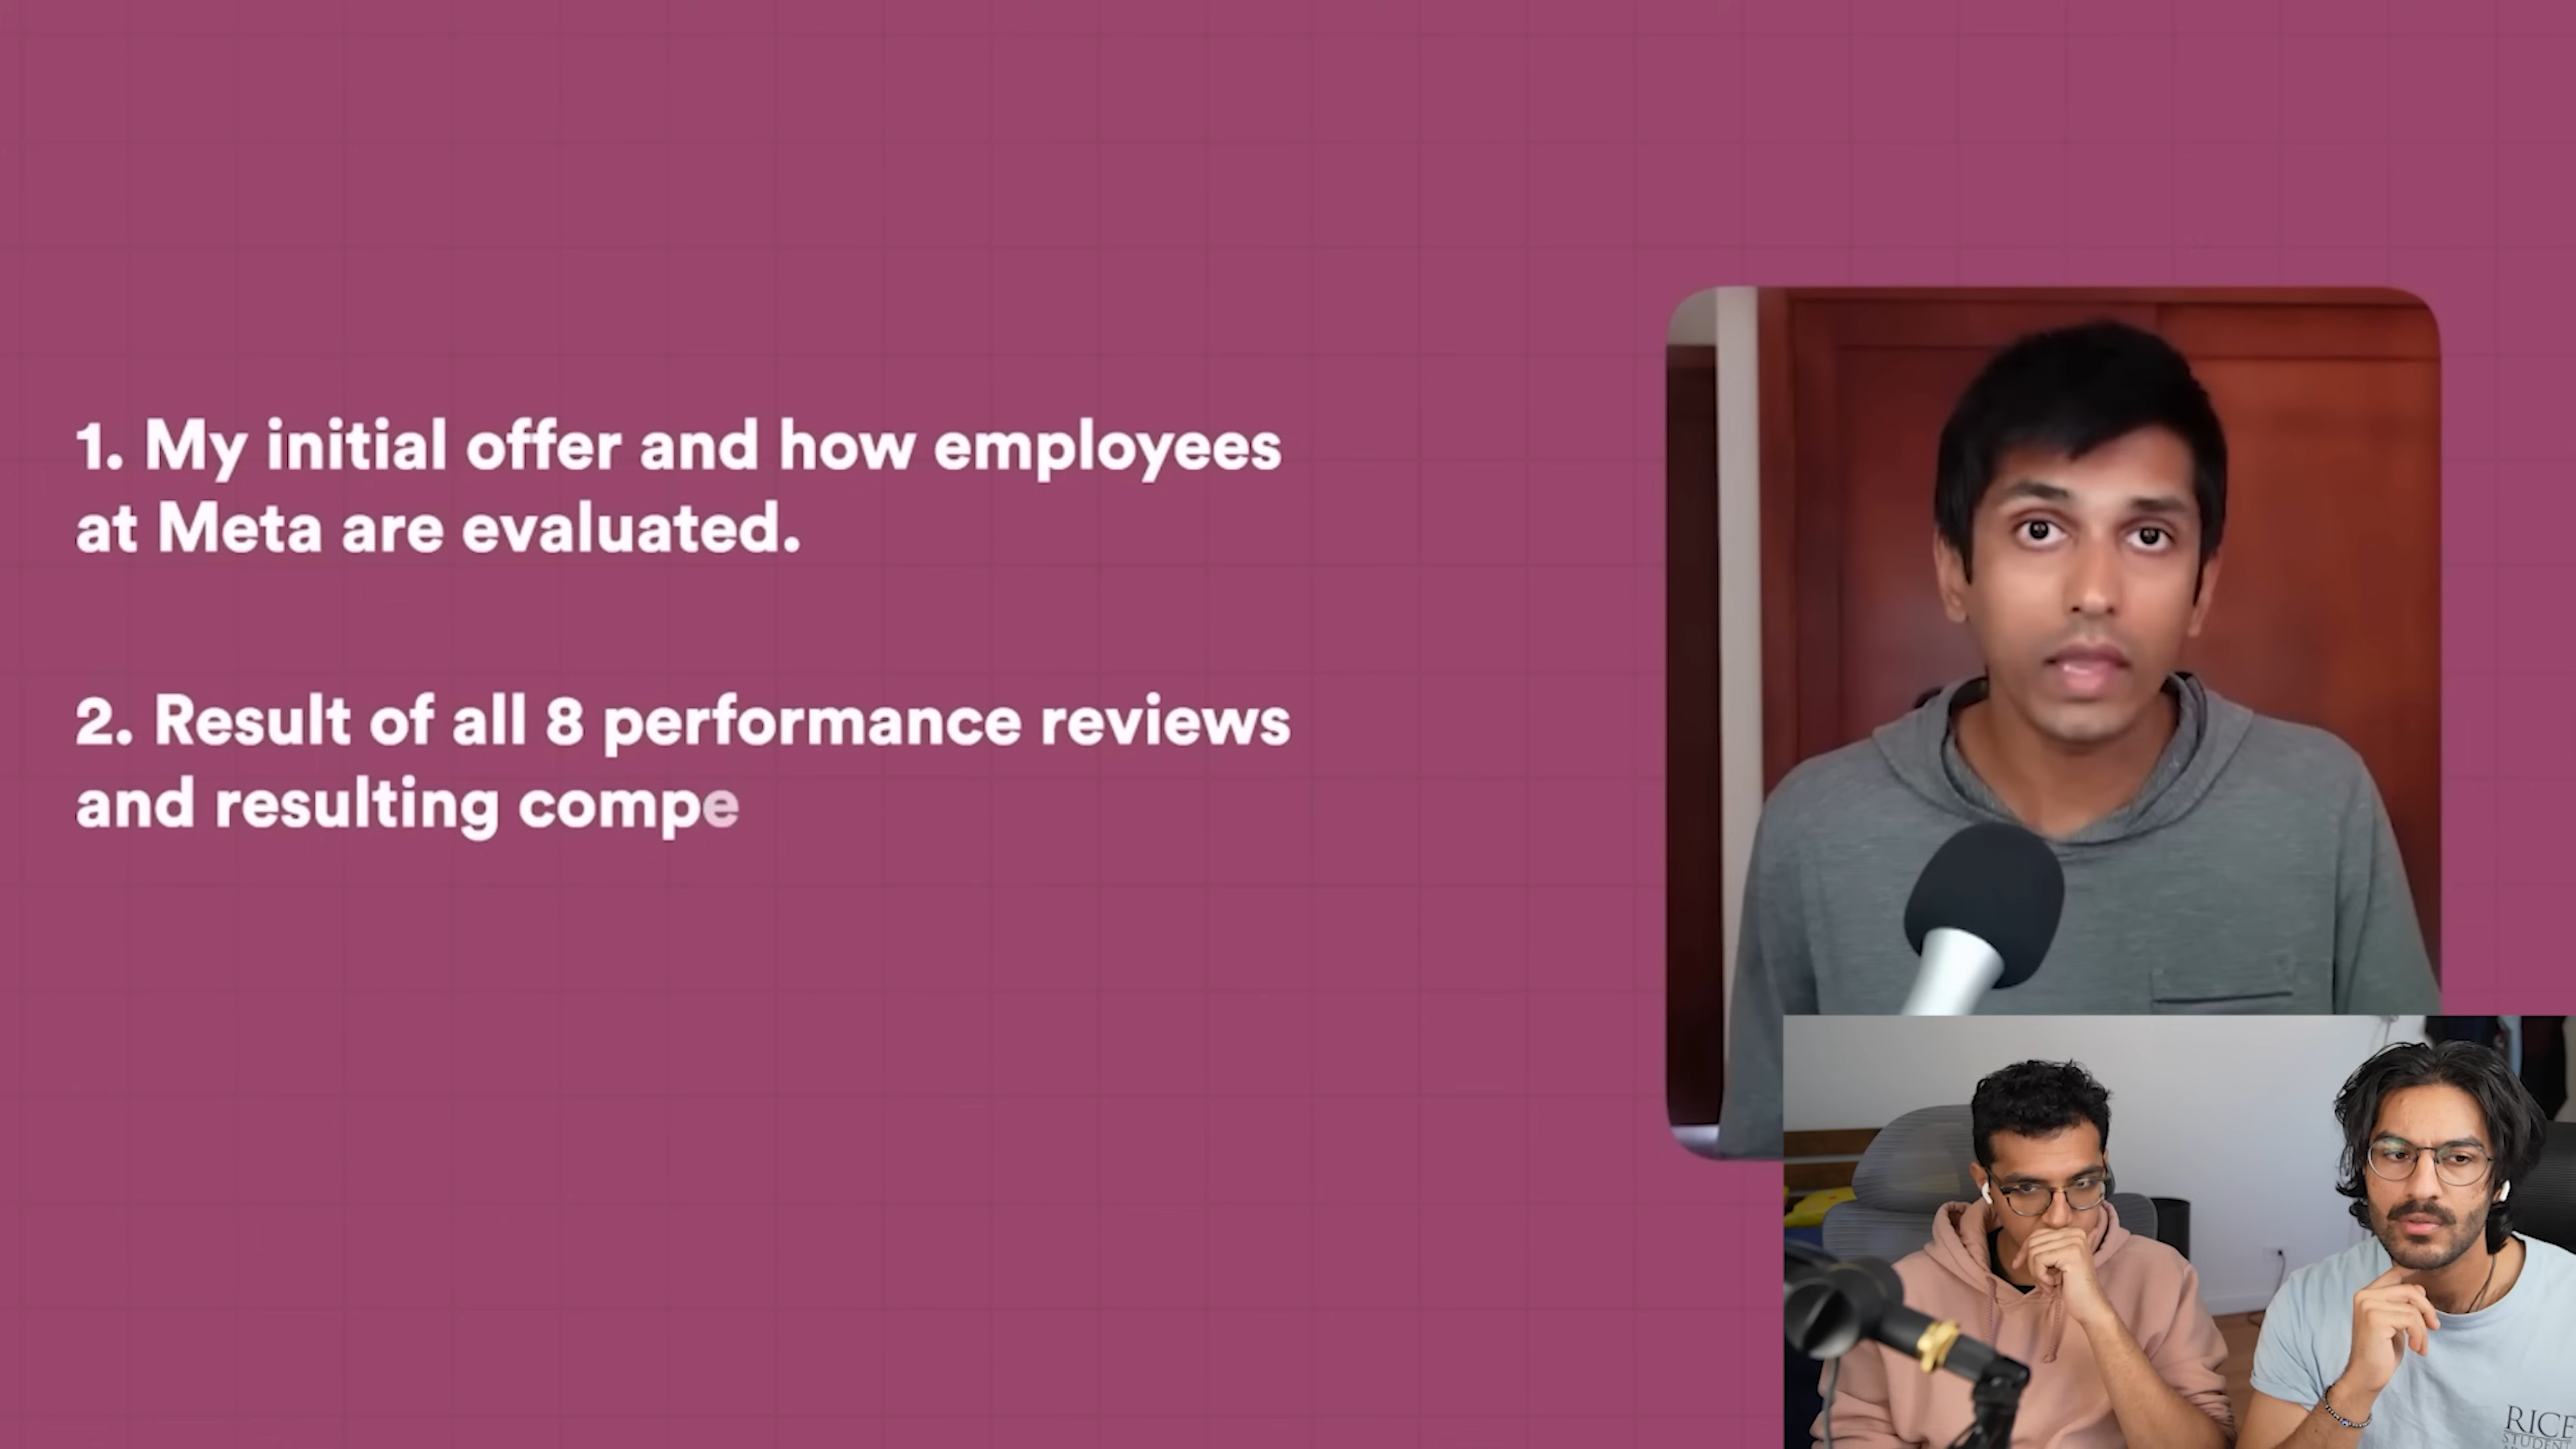 1. My initial offer and how employees
at Meta are evaluated.
2. Result of all 8 performance reviews
and resulting compe
RICE